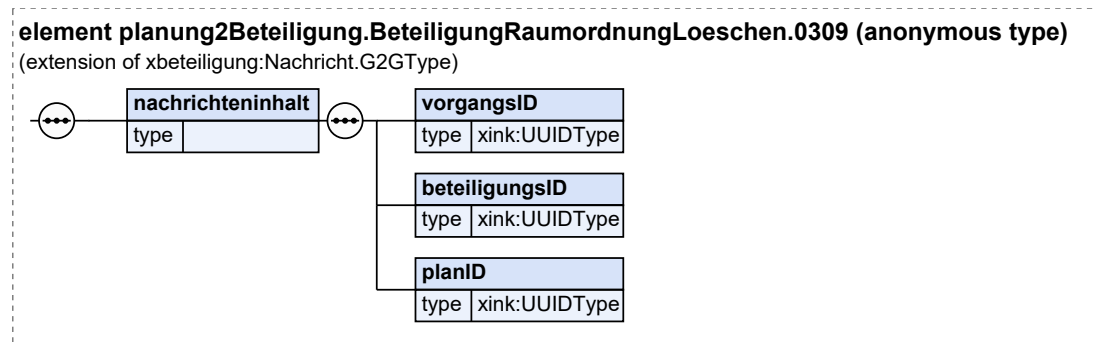 element planung2Beteiligung.BeteiligungRaumordnungLoeschen.0309 (anonymous type)
(extension of xbeteiligung:Nachricht.G2GType)
nachrichteninhalt
type
vorgangsID
type xink:UUIDType
beteiligungsID
type xink:UUIDType
planID
type xink:UUIDType